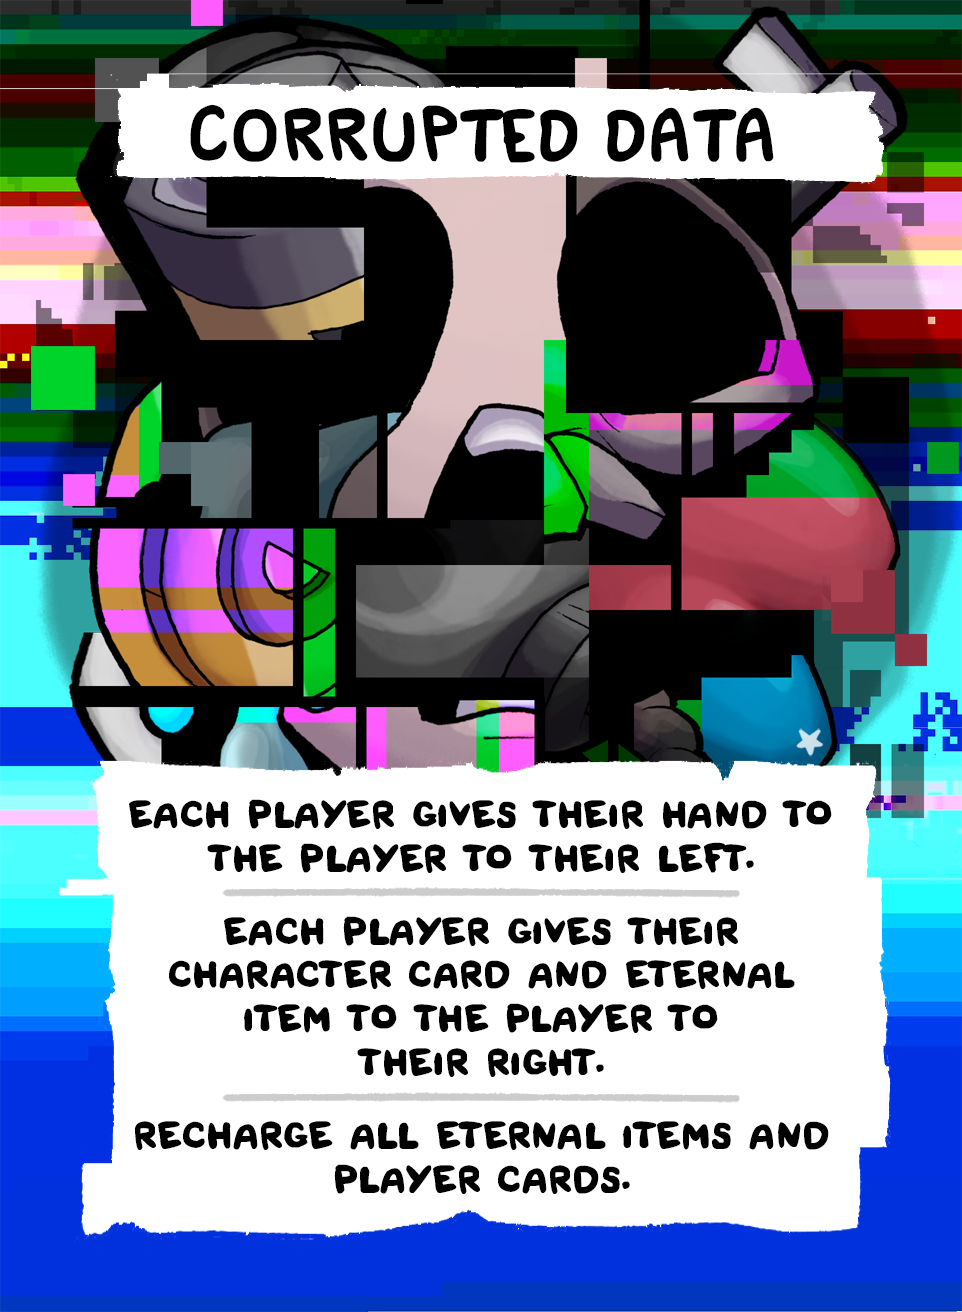 CORRUPTED DATA
EACH PLAYER GIVES THEIR HAND TO
THE PLAYER TO THEIR LEFT.
EACH PLAYER GIVES THEIR
CHARACTER CARD AND ETERNAL
ITEM TO THE PLAYER TO
THEIR RIGHT.
RECHARGE ALL ETERNAL ITEMS AND
PLAYER CARDS.